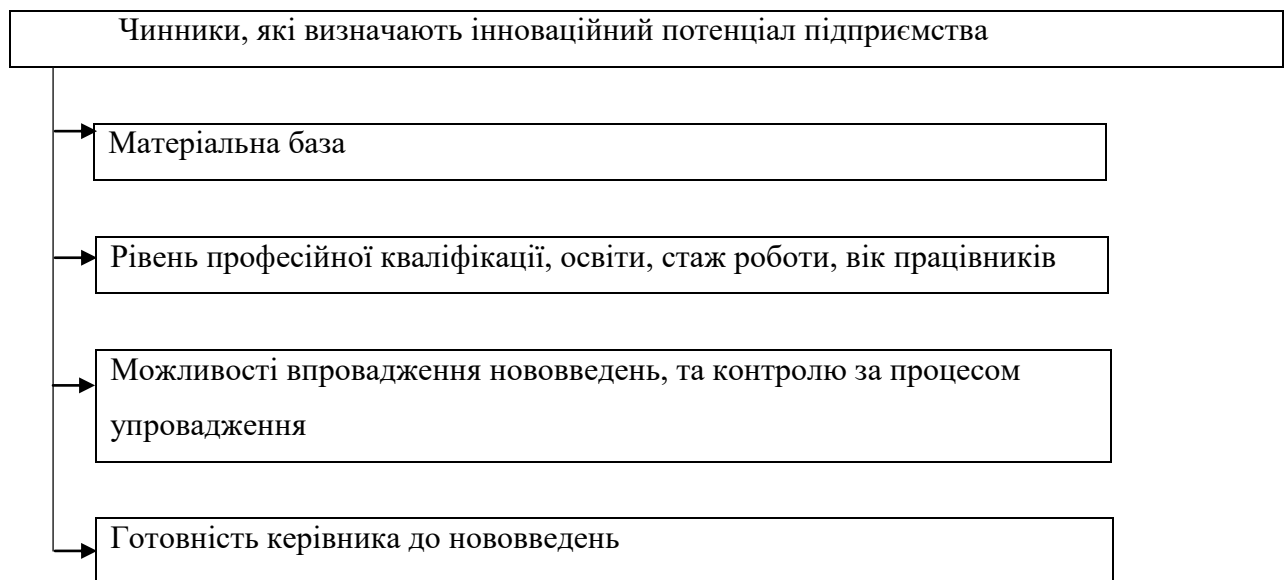 Чинники, які визначають інноваційний потенціал підприємства
Матеріальна база
Рівень професійної кваліфікації, освіти, стаж роботи, вік працівників
Можливості впровадження нововведень, та контролю за процесом
упровадження
Готовність керівника до нововведень